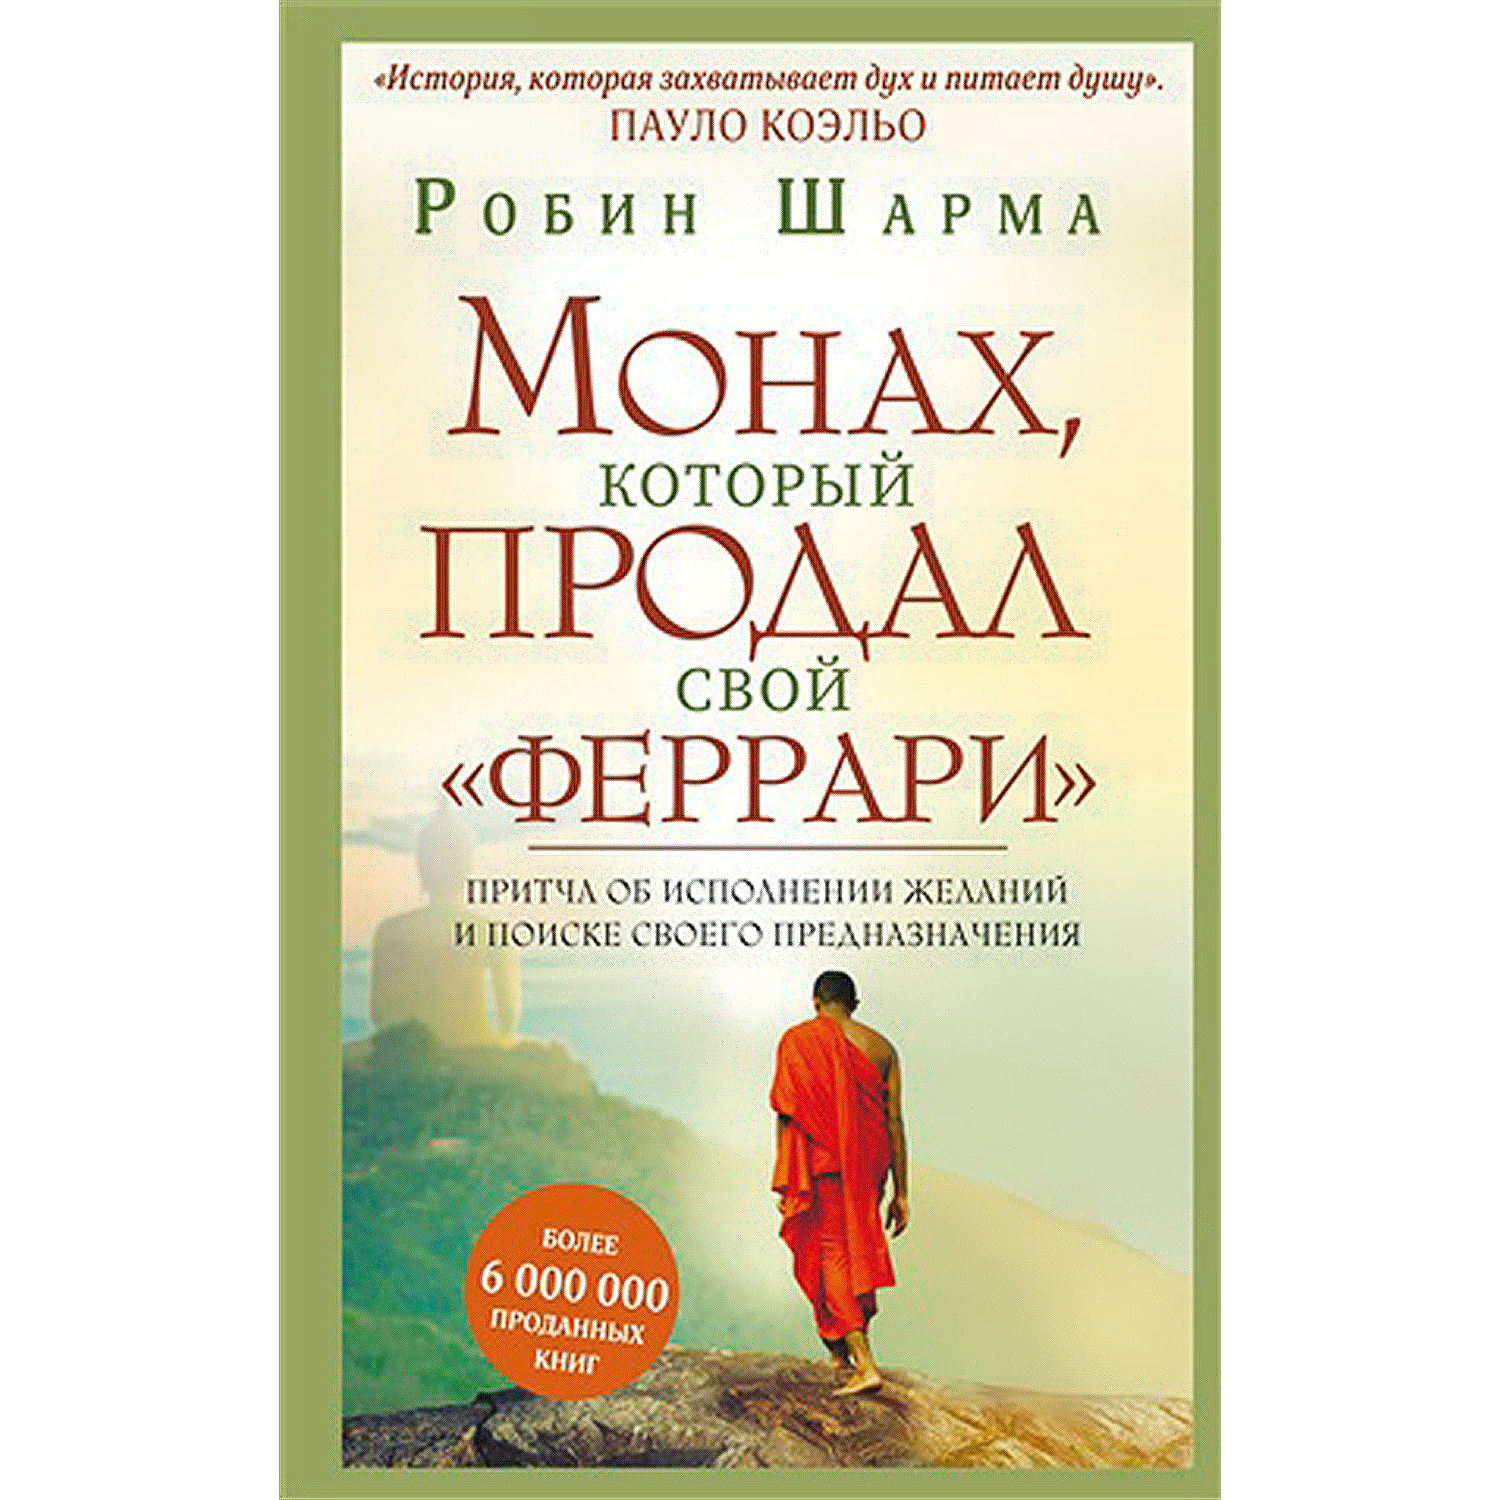 «История, которая захватывает дух и питает душу».
ПАУЛО КОЭЛЬО
РОБИН ШАРМА
МОНАХ,
КОТОРЫЙ
ПРОДАЛ
СВОЙ
«ФЕРРАРИ»
ПРИТЧА ОБ ИСПОЛНЕНИИ ЖЕЛАНИЙ
И ПОИСКЕ СВОЕГО ПРЕДНАЗНАЧЕНИЯ
БОЛЕЕ
6 000 000
ПРОДАННЫХ
КНИГ